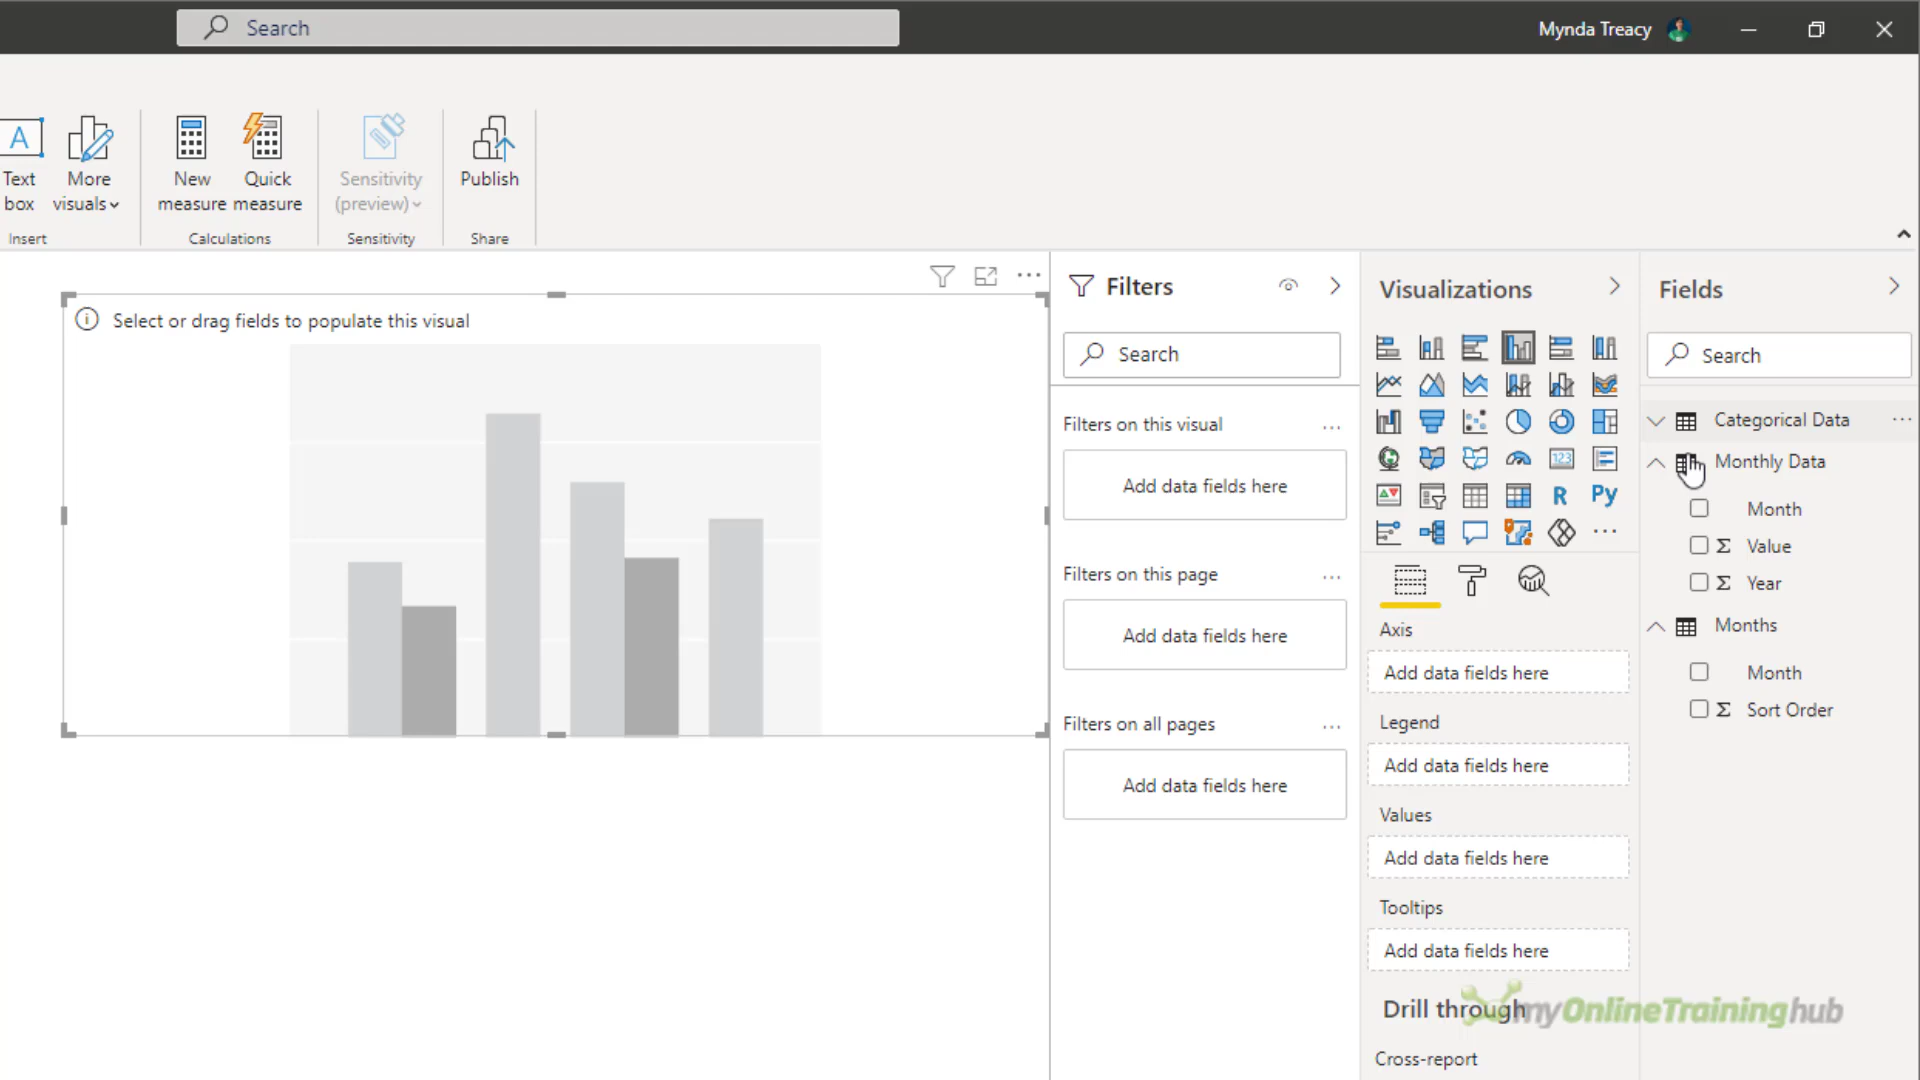 Search
Mynda Treacy
Text
box
More
visuals
New
measure
Quick
measure
Sensitivity
(preview)
Publish
Insert
Calculations
Sensitivity
Share
Select or drag fields to populate this visual
Filters
Search
Filters on this visual
Add data fields here
Filters on this page
Add data fields here
Filters on all pages
Add data fields here
Visualizations
123
R
Py
Axis
Add data fields here
Legend
Add data fields here
Values
Add data fields here
Tooltips
Add data fields here
Drill through
Cross-report
Fields
Search
Categorical Data
Monthly Data
Month
Σ Value
Σ Year
Months
Month
Σ Sort Order
myOnlineTraininghub